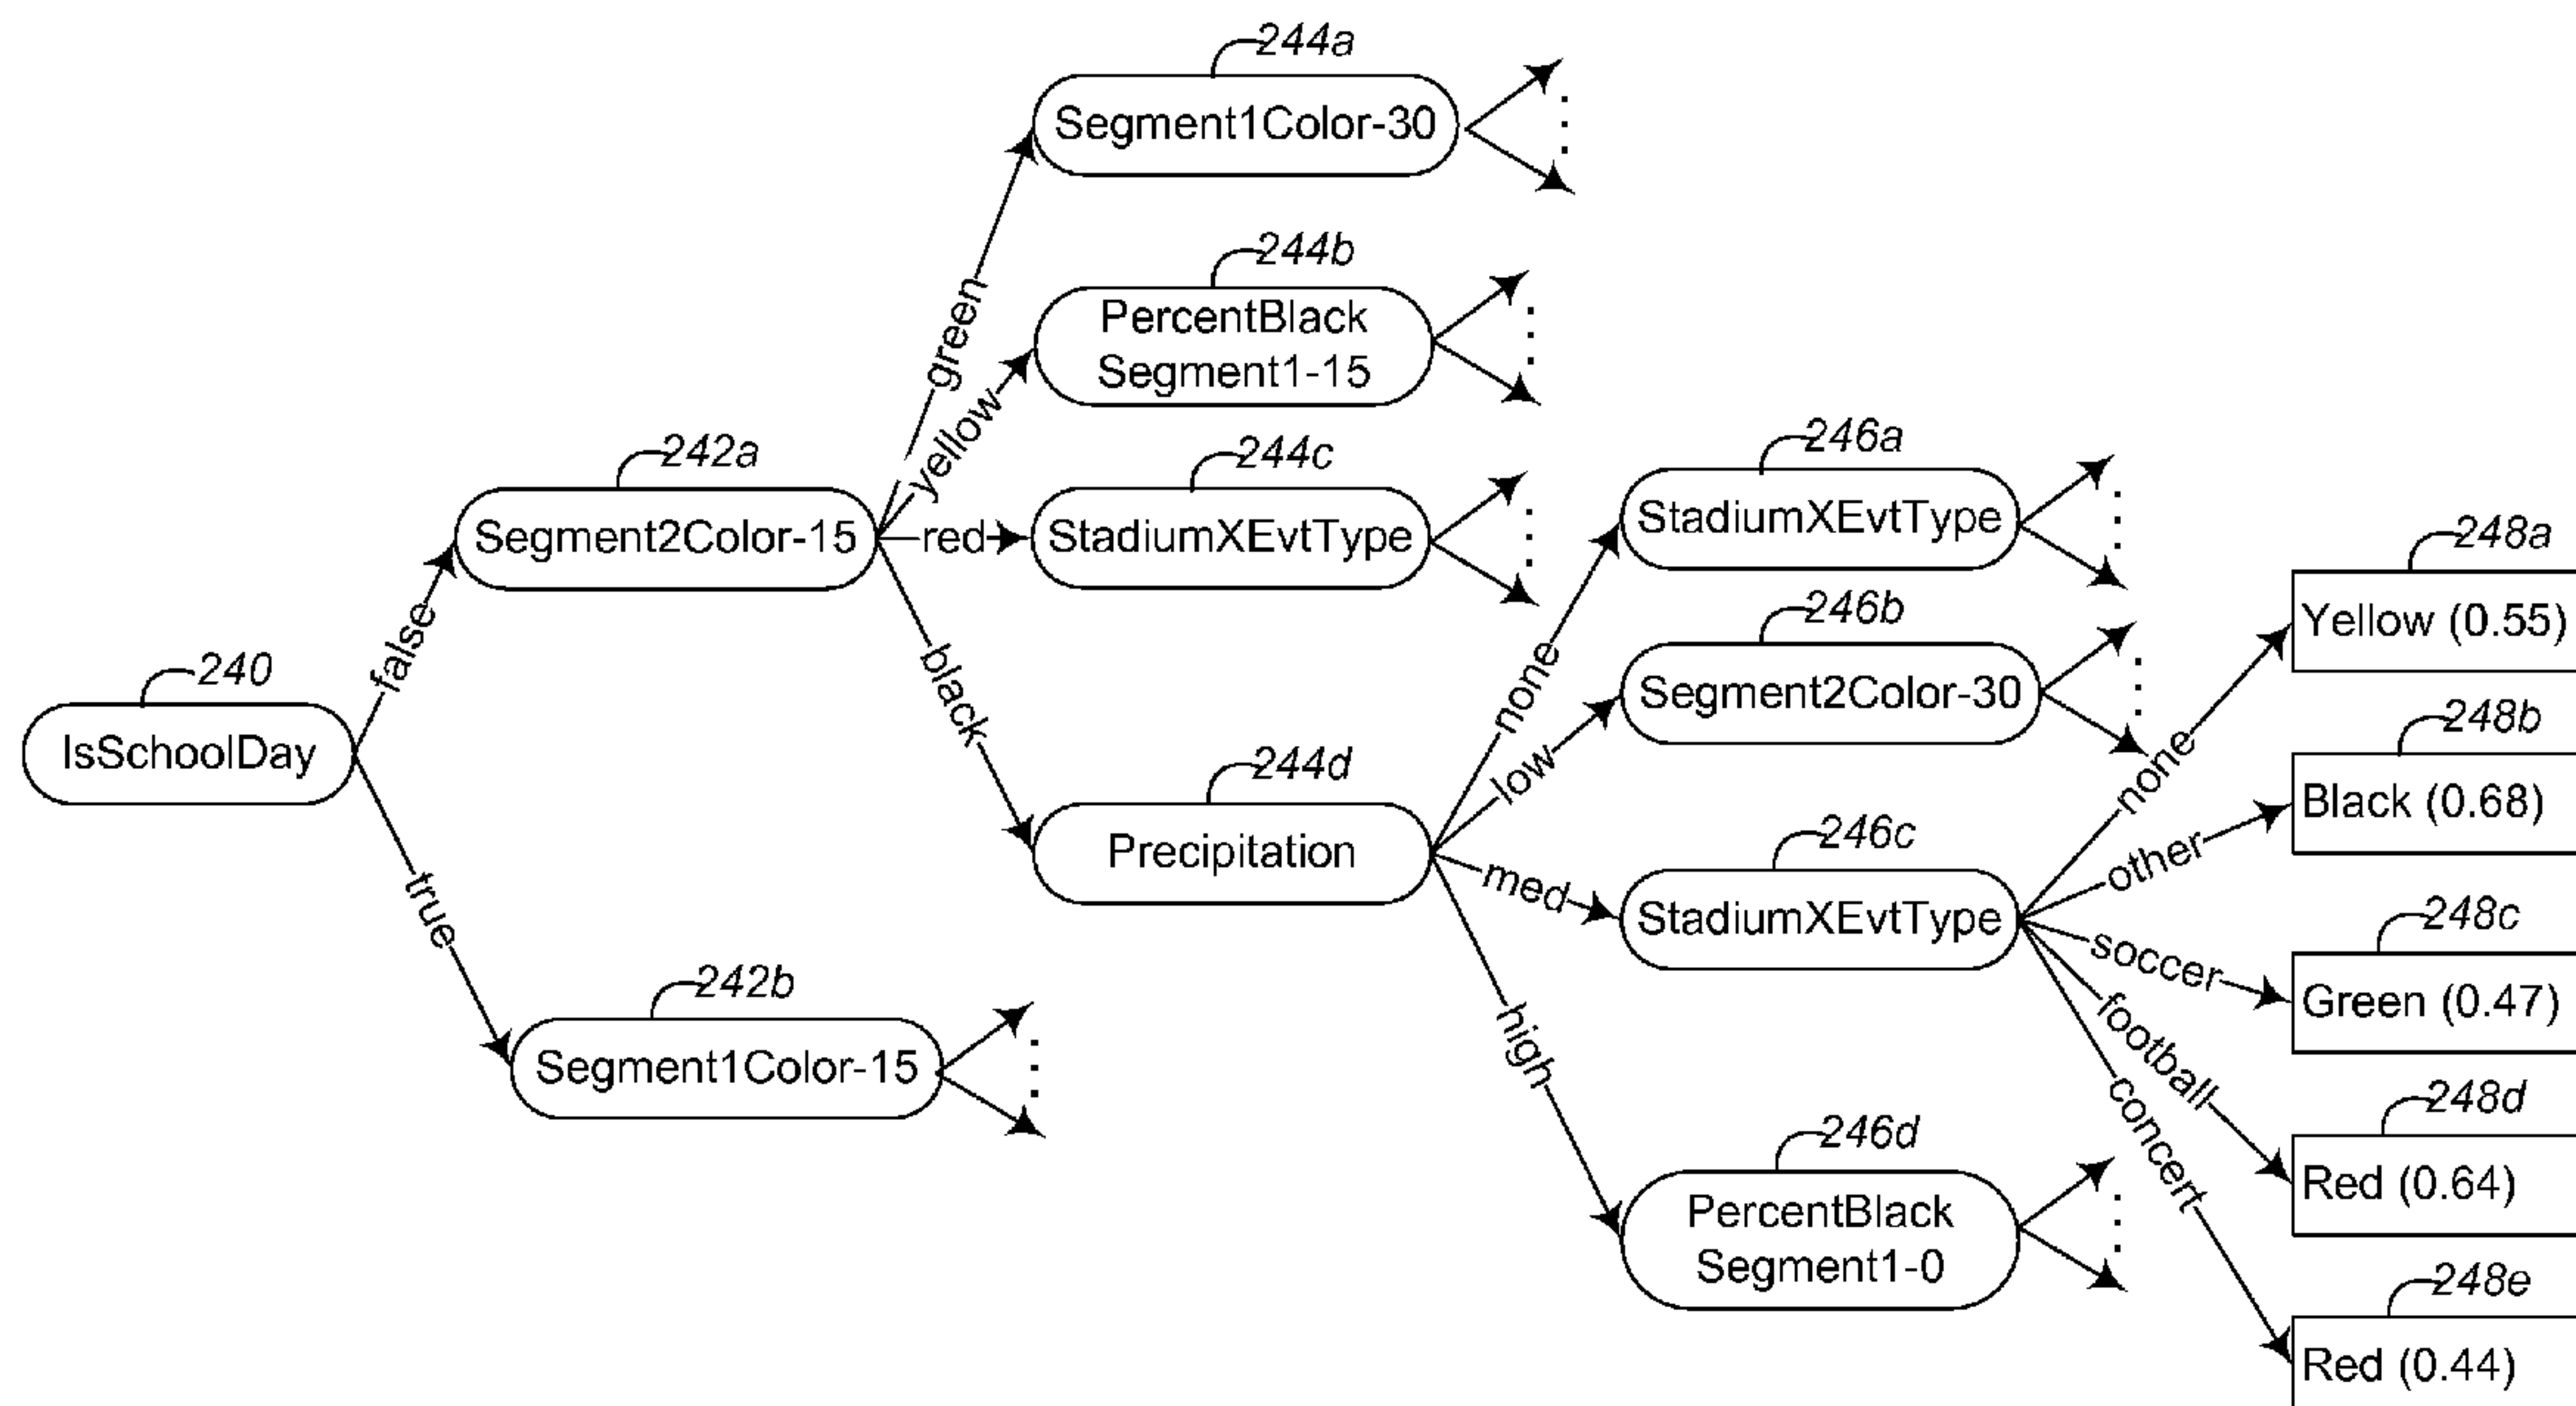 244a
Segment1Color-30
green
244b
PercentBlack
Segment1-15
yellow
242a
Segment2Color-15
244c
red
StadiumXEvtType
246a
StadiumXEvtType
248a
Yellow (0.55)
240
IsSchoolDay
false
black
none
246b
Segment2Color-30
low
none
248b
Black (0.68)
244d
Precipitation
med
246c
StadiumXEvtType
other
soccer
248c
Green (0.47)
true
242b
Segment1Color-15
high
football
248d
Red (0.64)
concert
246d
PercentBlack
Segment1-0
248e
Red (0.44)